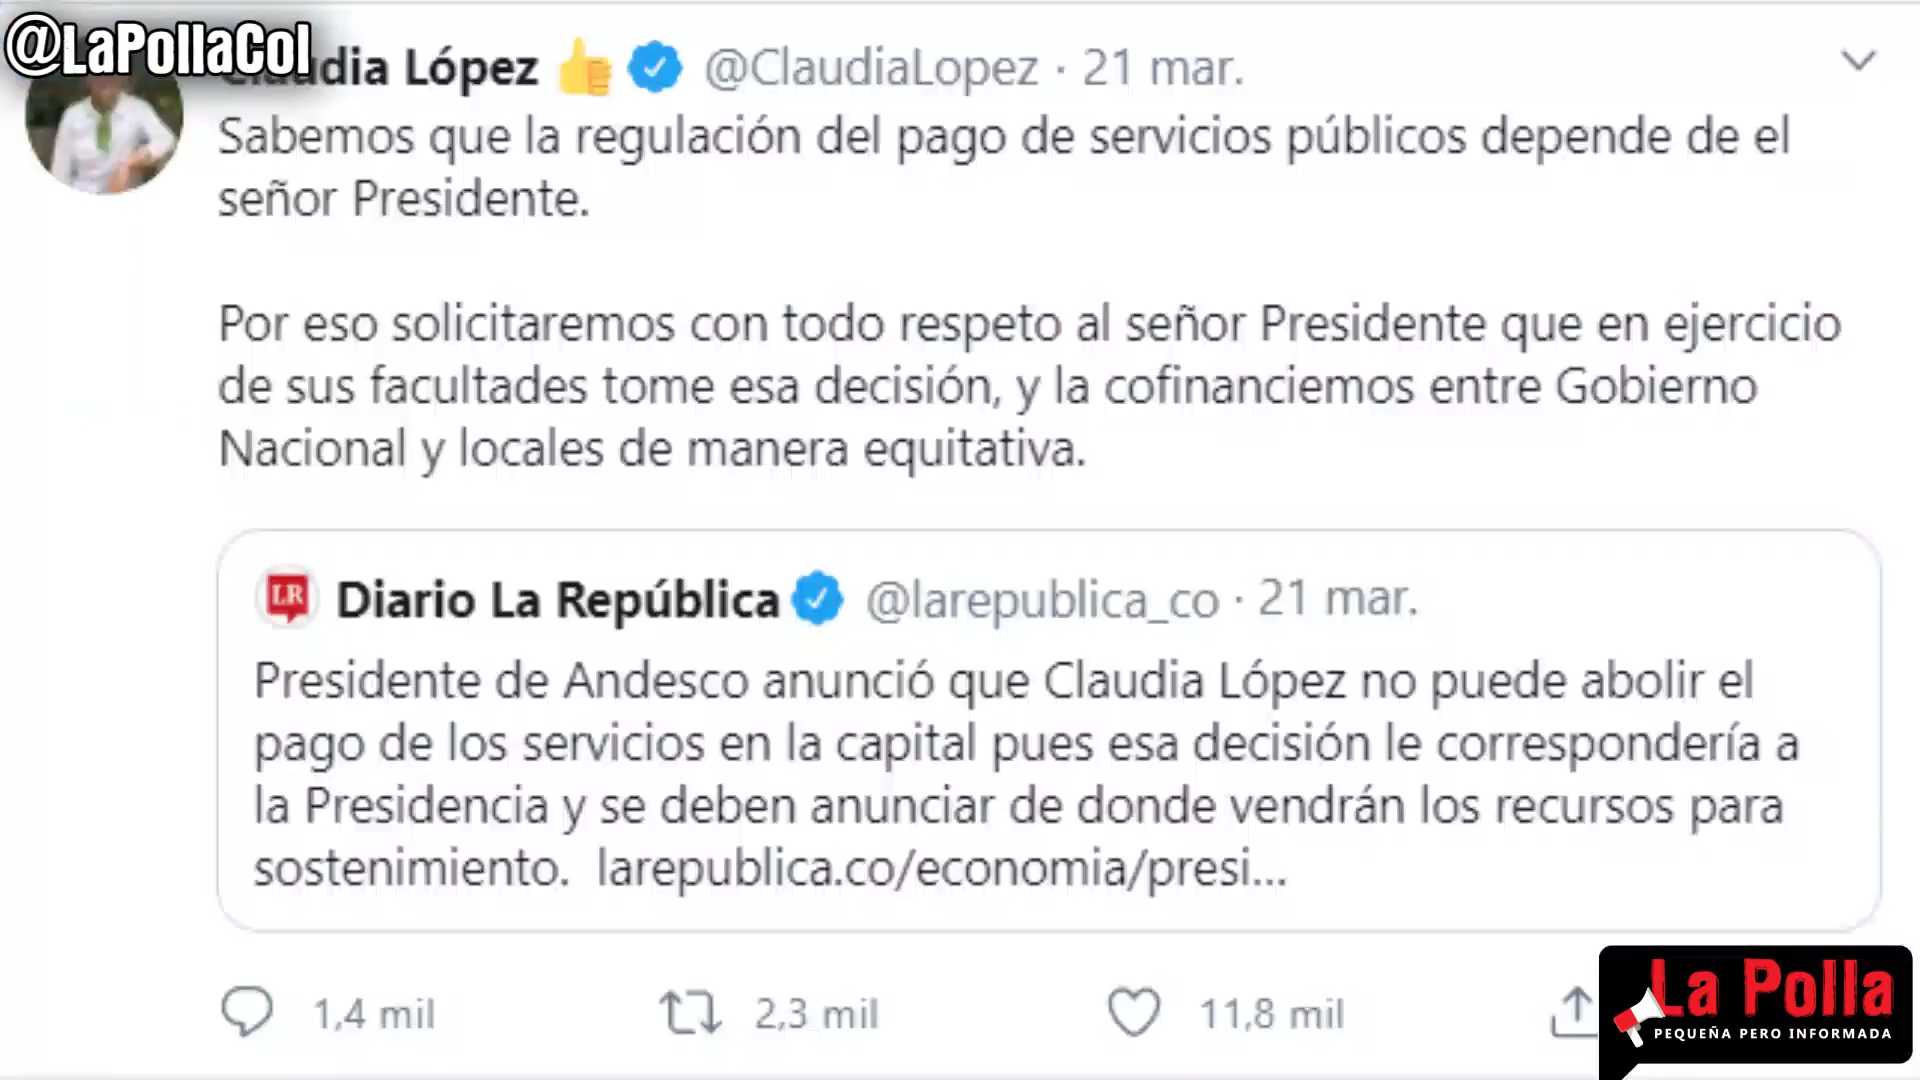 @LaPollaCol
Claudia López 👍 @ClaudiaLopez · 21 mar.
Sabemos que la regulación del pago de servicios públicos depende de el
señor Presidente.
Por eso solicitaremos con todo respeto al señor Presidente que en ejercicio
de sus facultades tome esa decisión, y la cofinanciemos entre Gobierno
Nacional y locales de manera equitativa.
LR
Diario La República @larepublica_co · 21 mar.
Presidente de Andesco anunció que Claudia López no puede abolir el
pago de los servicios en la capital pues esa decisión le correspondería a
la Presidencia y se deben anunciar de donde vendrán los recursos para
sostenimiento. larepublica.co/economia/presi...
1,4 mil 2,3 mil 11,8 mil
La Polla
PEQUEÑA PERO INFORMADA